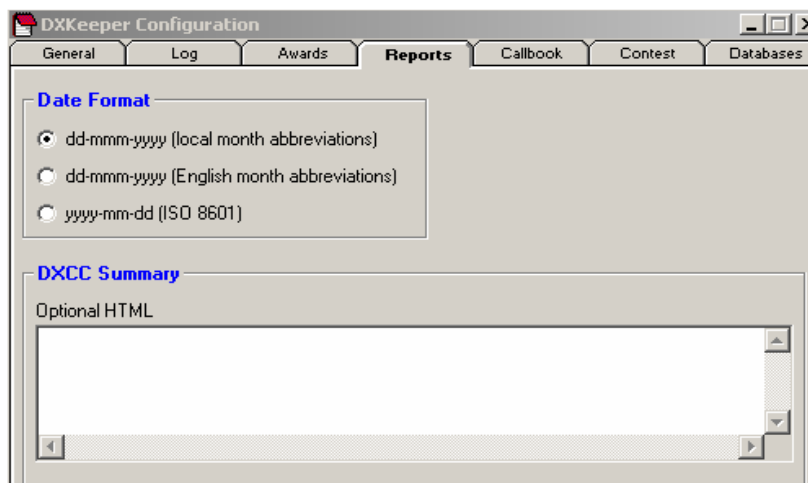 DXKeeper Configuration
General Log Awards Reports Callbook Contest Databases
Date Format
dd-mmm-yyyy (local month abbreviations)
dd-mmm-yyyy (English month abbreviations)
yyyy-mm-dd (ISO 8601)
DXCC Summary
Optional HTML